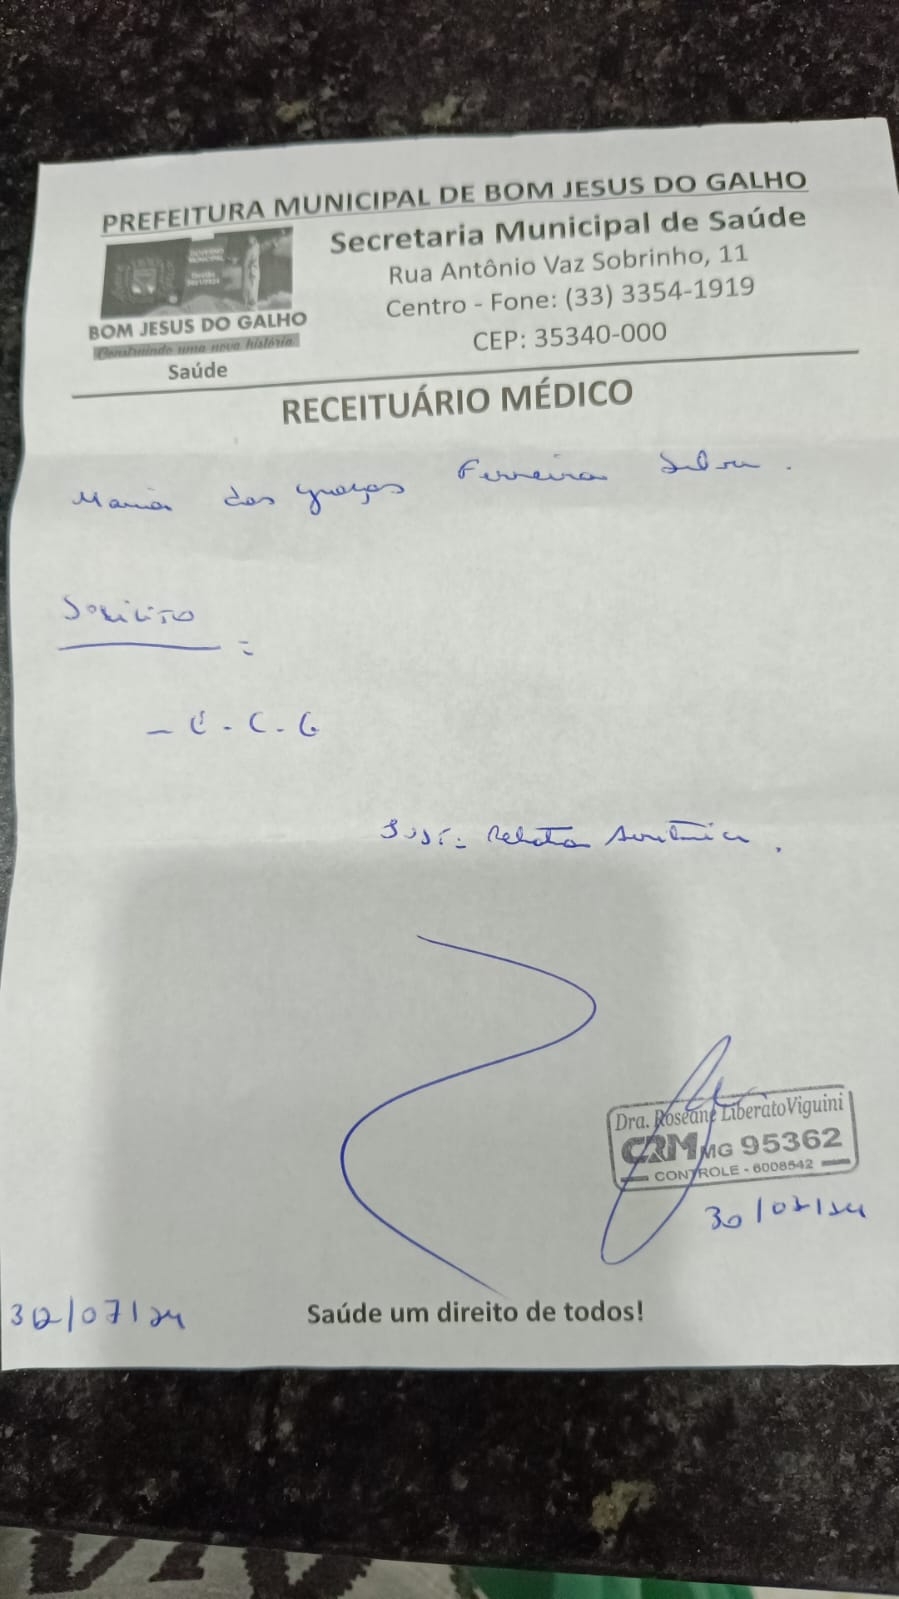 PREFEITURA MUNICIPAL DE BOM JESUS DO GALHO
Secretaria Municipal de Saúde
Rua Antônio Vaz Sobrinho, 11
Centro - Fone: (33) 3354-1919
CEP: 35340-000
BOM JESUS DO GALHO
Construindo uma nova história
Saúde
RECEITUÁRIO MÉDICO
Maria das Graças Ferreira Silva.
Solicito
- E.C.G
Just: Relata arritmia.
Dra. Roseane Liberato Viguini
CRM MG 95362
CONTROLE - 6008542
30/07/24
30/07/24
Saúde um direito de todos!